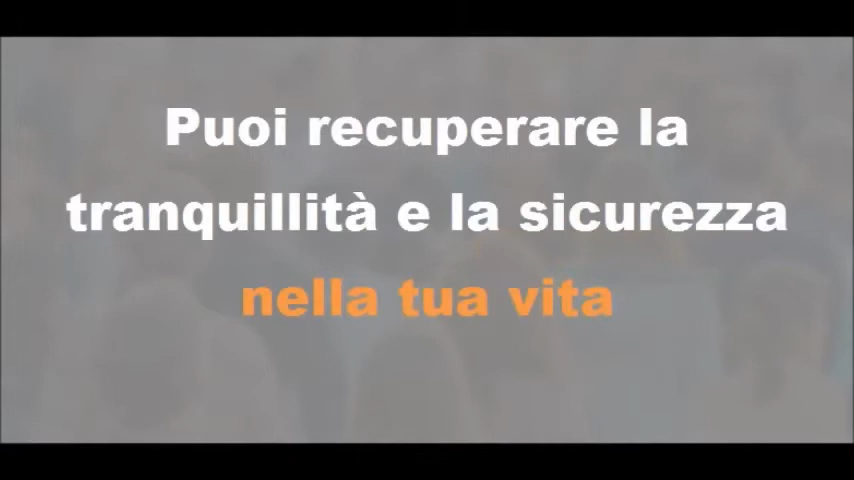 Puoi recuperare la
tranquillità e la sicurezza
nella tua vita